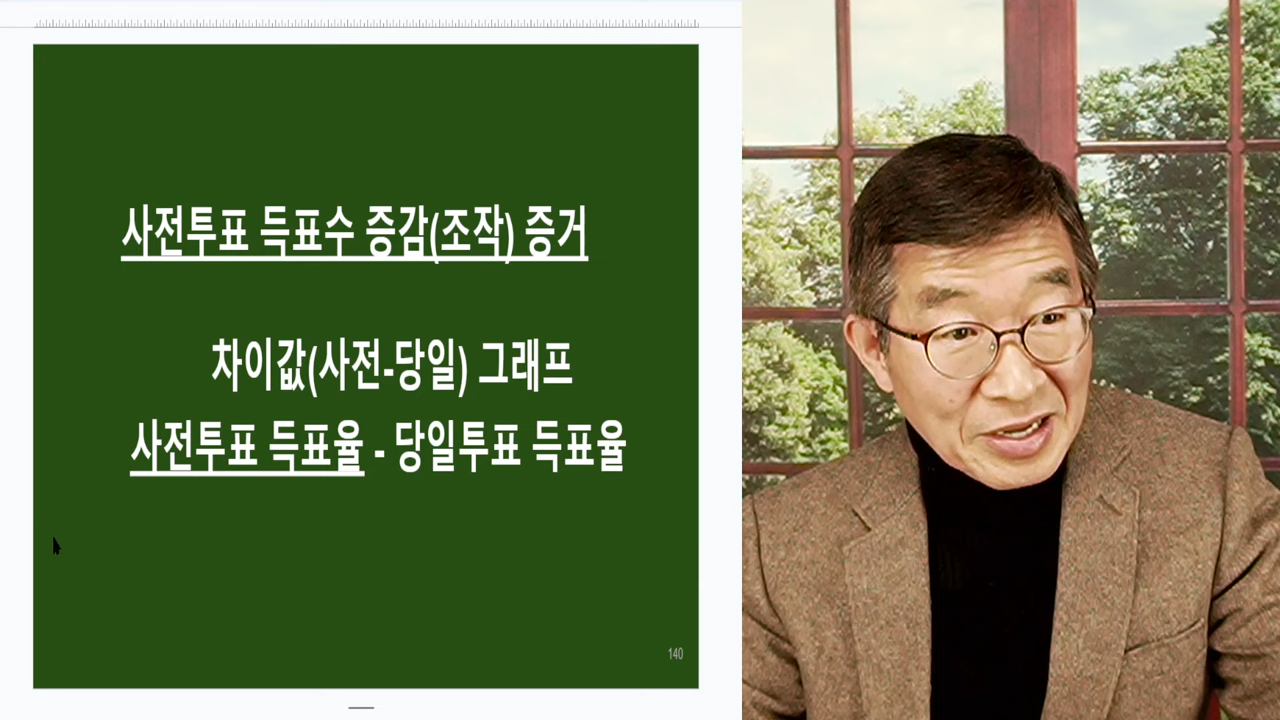 사전투표 득표수 증감(조작) 증거
차이값(사전-당일) 그래프
사전투표 득표율 - 당일투표 득표율
140